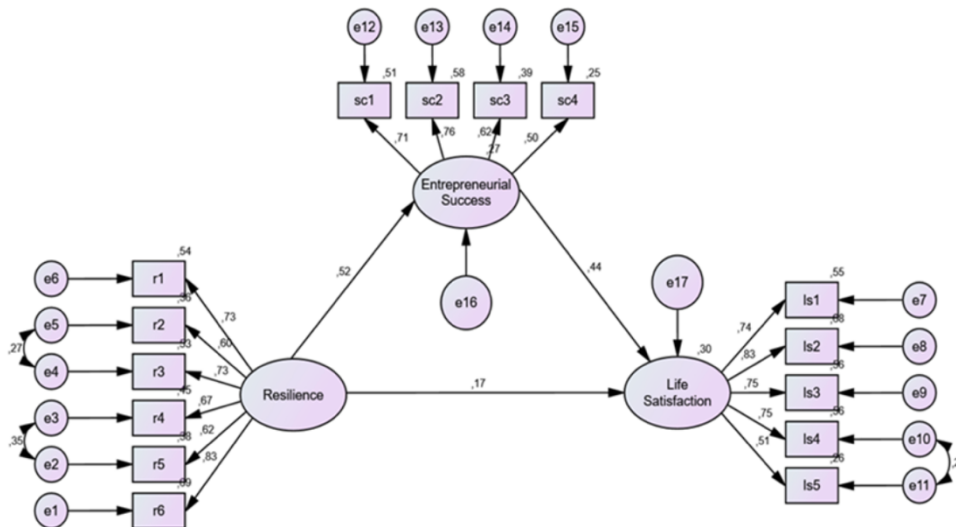 e12 e13 e14 e15
,51 ,58 ,39 ,25
sc1 sc2 sc3 sc4
,71 ,76 ,62 ,50
,27
Entrepreneurial
Success
,52
,44
e16
e17
,54
e6 r1
,73
e5 r2
,60
,27
,53
e4 r3
,73
,45
e3 r4
,67
,35
e2 r5
,62
,83
e1 r6
Resilience
,17
,30
Life
Satisfaction
,55
ls1 e7
,74
ls2 e8
,83
ls3 e9
,75
ls4 e10
,75
,51
,26
ls5 e11